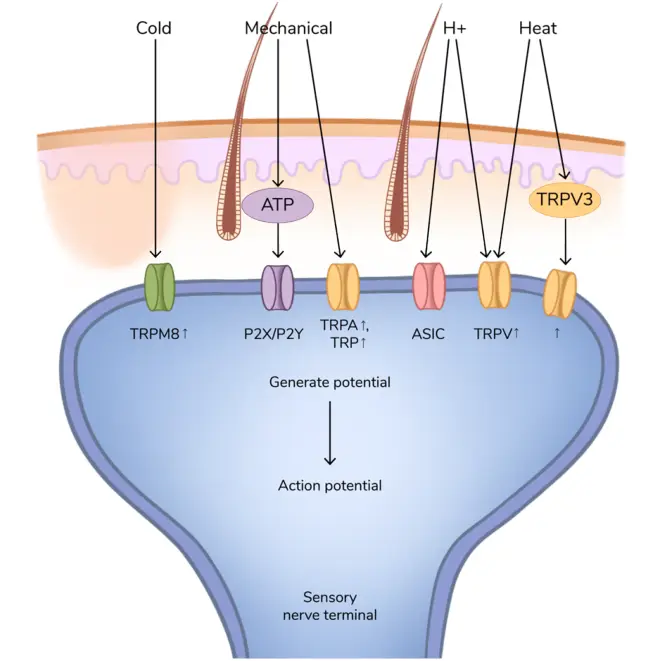 Cold
Mechanical
H+
Heat
ATP
TRPV3
TRPM8↑
P2X/P2Y
TRPA↑,
TRP↑
ASIC
TRPV↑
↑
Generate potential
Action potential
Sensory
nerve terminal